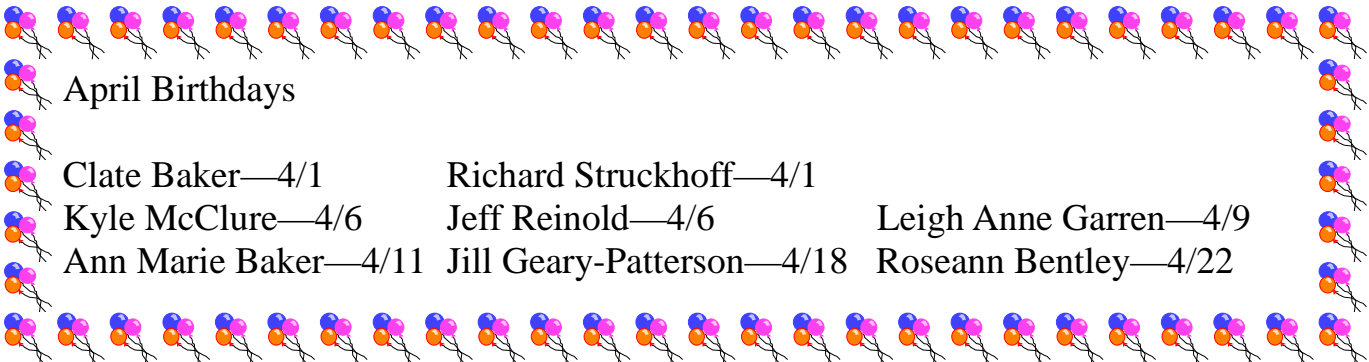 April Birthdays
Clate Baker—4/1 Richard Struckhoff—4/1
Kyle McClure—4/6 Jeff Reinold—4/6 Leigh Anne Garren—4/9
Ann Marie Baker—4/11 Jill Geary-Patterson—4/18 Roseann Bentley—4/22